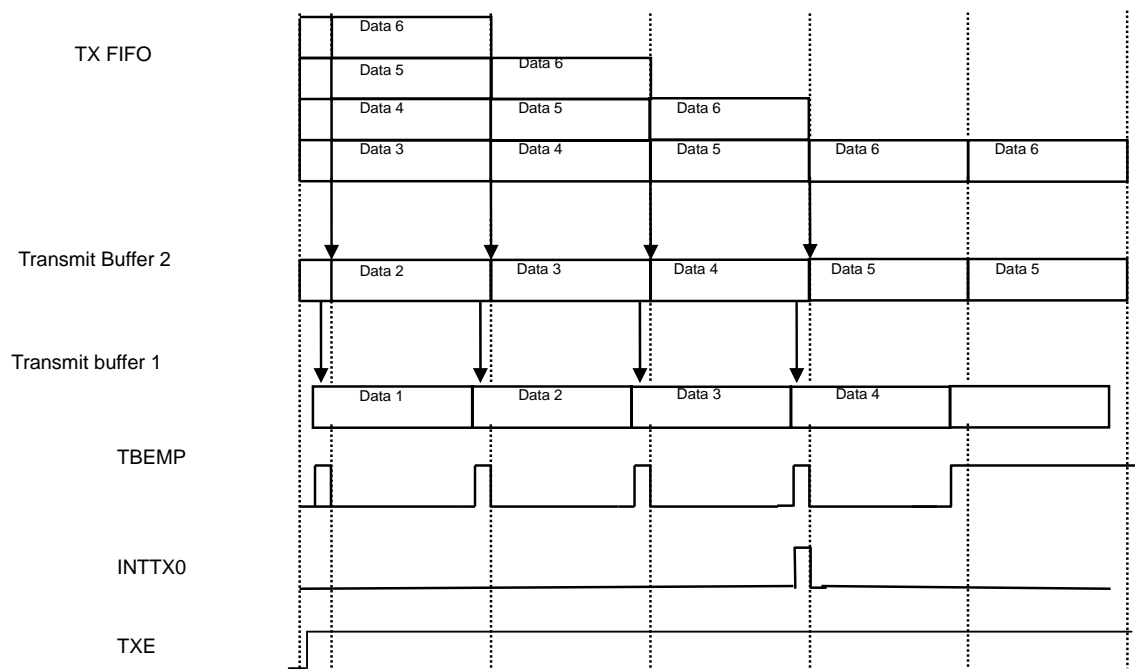 Data 6
TX FIFO
Data 5 Data 6
Data 4 Data 5 Data 6
Data 3 Data 4 Data 5 Data 6 Data 6
Transmit Buffer 2
Data 2 Data 3 Data 4 Data 5 Data 5
Transmit buffer 1
Data 1 Data 2 Data 3 Data 4
TBEMP
INTTX0
TXE